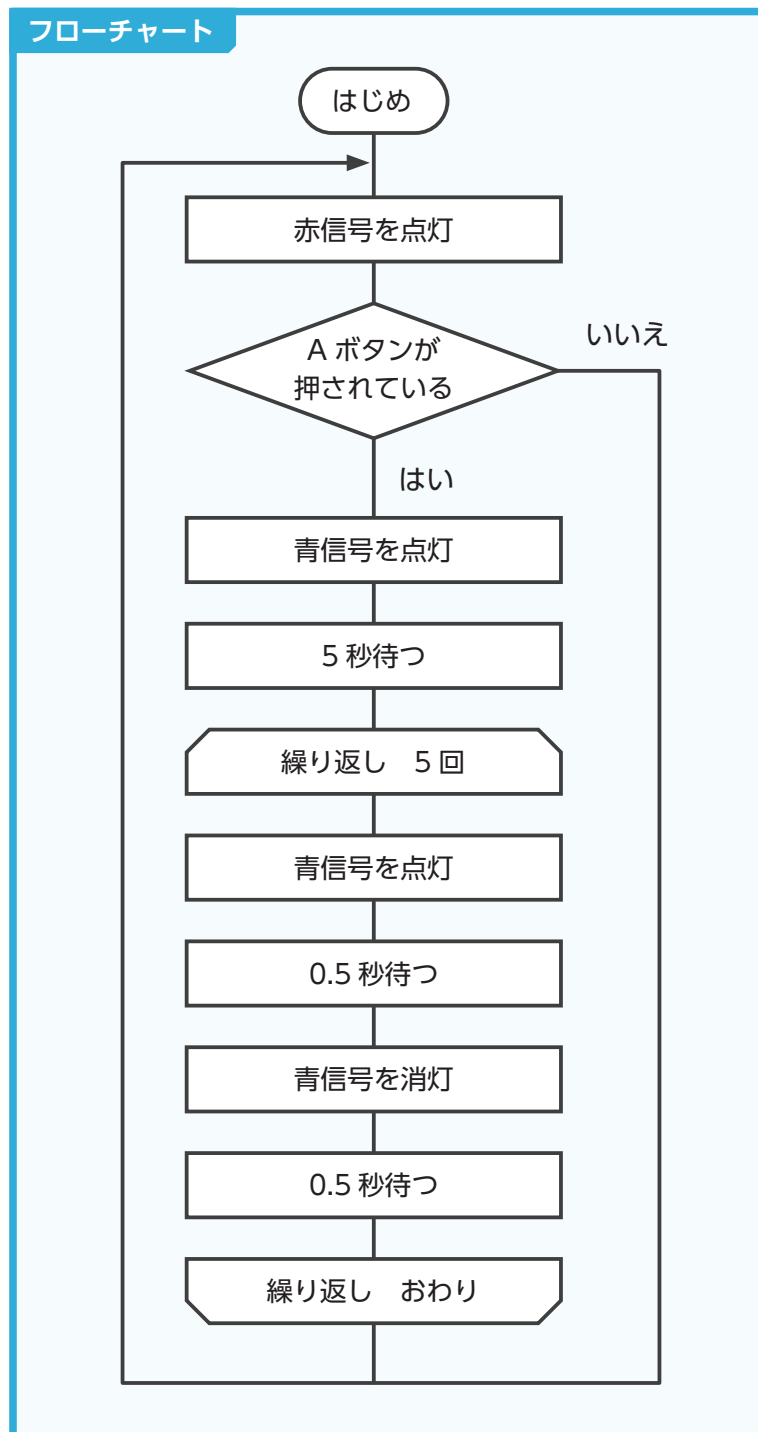 フローチャート
はじめ
赤信号を点灯
A ボタンが
押されている
いいえ
はい
青信号を点灯
5 秒待つ
繰り返し　5 回
青信号を点灯
0.5 秒待つ
青信号を消灯
0.5 秒待つ
繰り返し　おわり